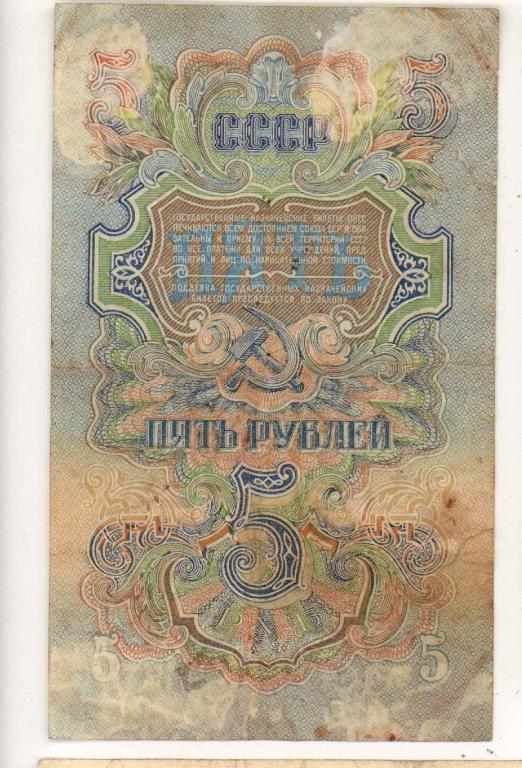 5 5
СССР
ГОСУДАРСТВЕННЫЕ КАЗНАЧЕЙСКИЕ БИЛЕТЫ ОБЕС-
ПЕЧИВАЮТСЯ ВСЕМ ДОСТОЯНИЕМ СОЮЗА ССР И ОБЯ-
ЗАТЕЛЬНЫ К ПРИЕМУ НА ВСЕЙ ТЕРРИТОРИИ СССР
ВО ВСЕ ПЛАТЕЖИ ДЛЯ ВСЕХ УЧРЕЖДЕНИЙ, ПРЕД-
ПРИЯТИЙ И ЛИЦ ПО НАРИЦАТЕЛЬНОЙ СТОИМОСТИ.
ПОДДЕЛКА ГОСУДАРСТВЕННЫХ КАЗНАЧЕЙСКИХ
БИЛЕТОВ ПРЕСЛЕДУЕТСЯ ПО ЗАКОНУ.
ПЯТЬ РУБЛЕЙ
5
5 5